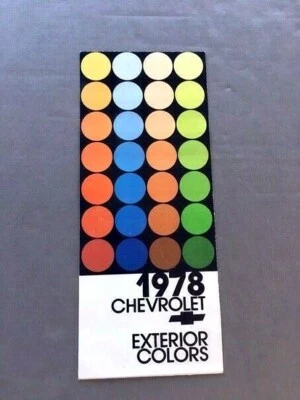 1978
CHEVROLET
EXTERIOR
COLORS